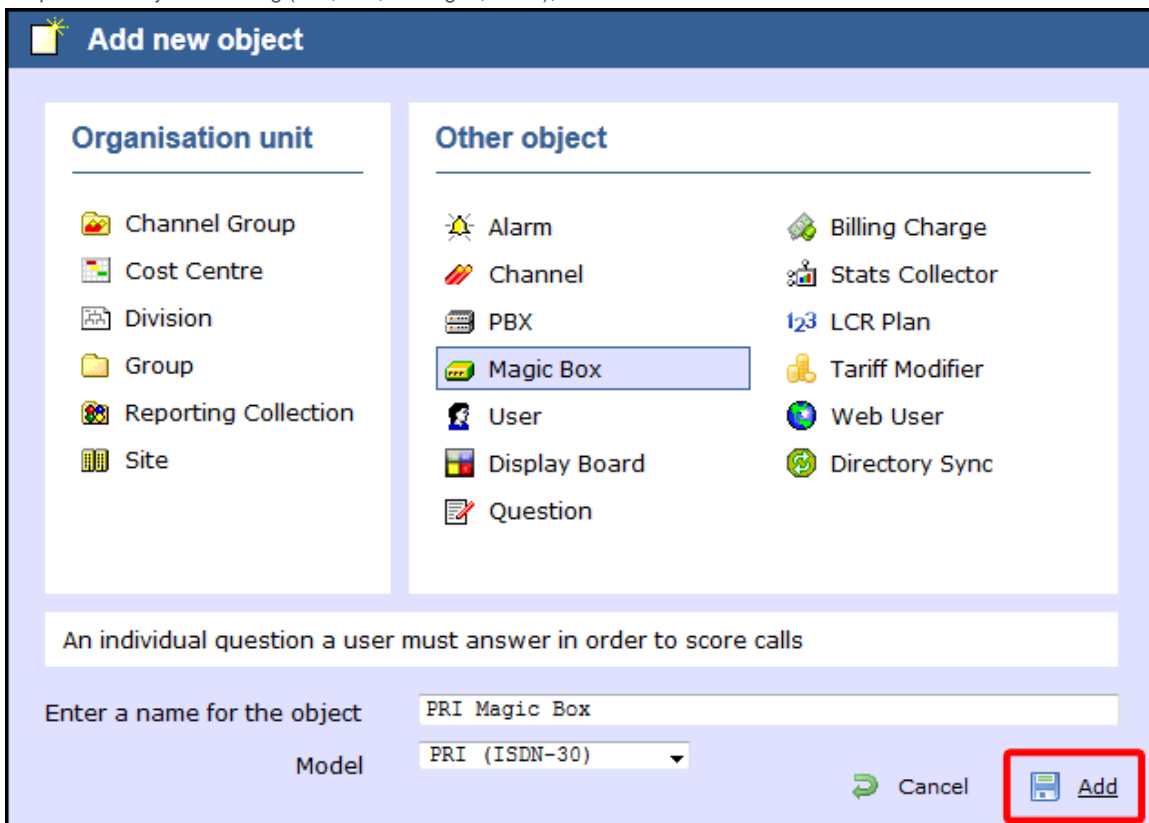 Add new object
Organisation unit
Channel Group
Cost Centre
Division
Group
Reporting Collection
Site
Other object
Alarm
Channel
PBX
Magic Box
User
Display Board
Question
Billing Charge
Stats Collector
123 LCR Plan
Tariff Modifier
Web User
Directory Sync
An individual question a user must answer in order to score calls
Enter a name for the object PRI Magic Box
Model PRI (ISDN-30)
Cancel Add